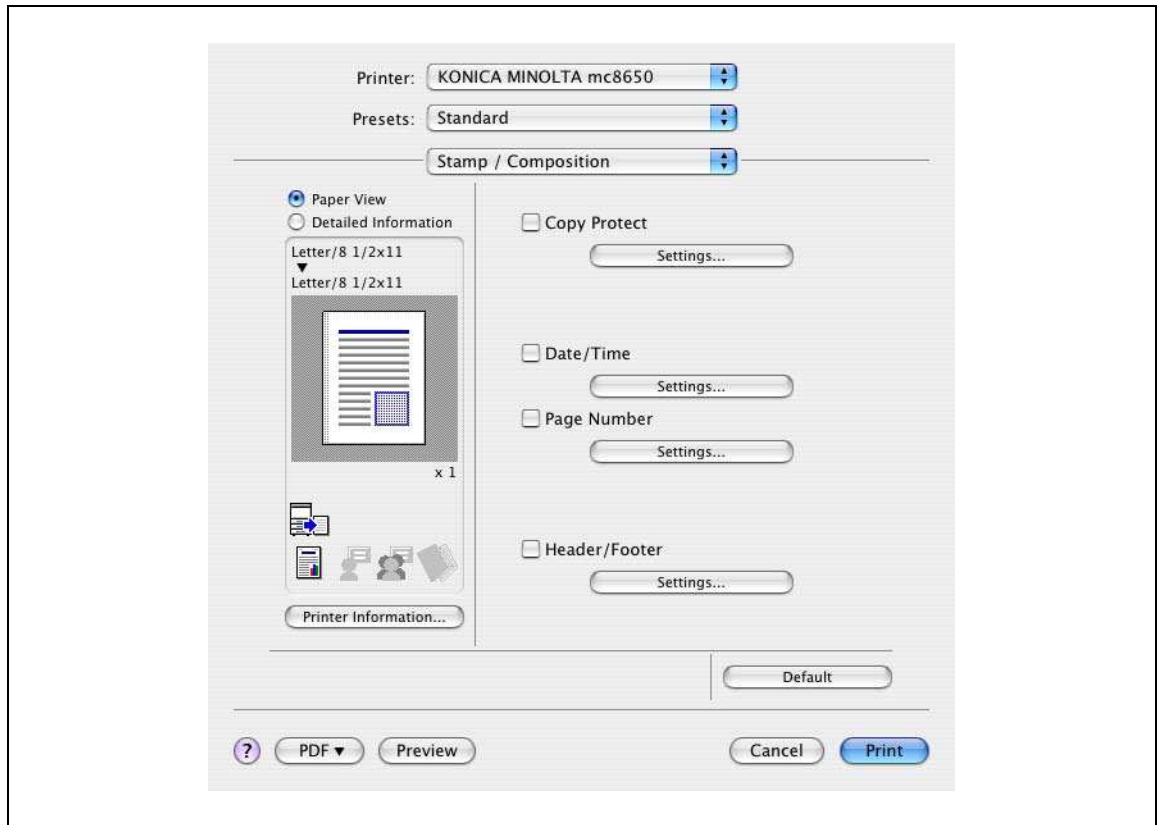 Printer: KONICA MINOLTA mc8650
Presets: Standard
Stamp / Composition
Paper View
Detailed Information
Letter/8 1/2x11
Letter/8 1/2x11
x 1
Printer Information...
Copy Protect
Settings...
Date/Time
Settings...
Page Number
Settings...
Header/Footer
Settings...
Default
? PDF Preview Cancel Print